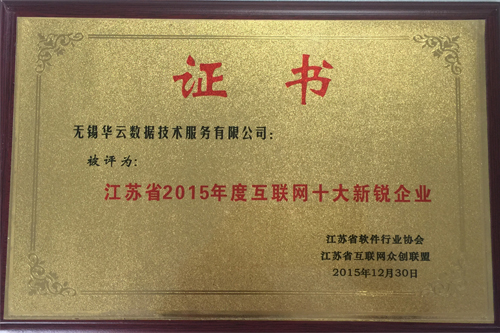 证书
无锡华云数据技术服务有限公司:
被评为:
江苏省2015年度互联网十大新锐企业
江苏省软件行业协会
江苏省互联网众创联盟
2015年12月30日